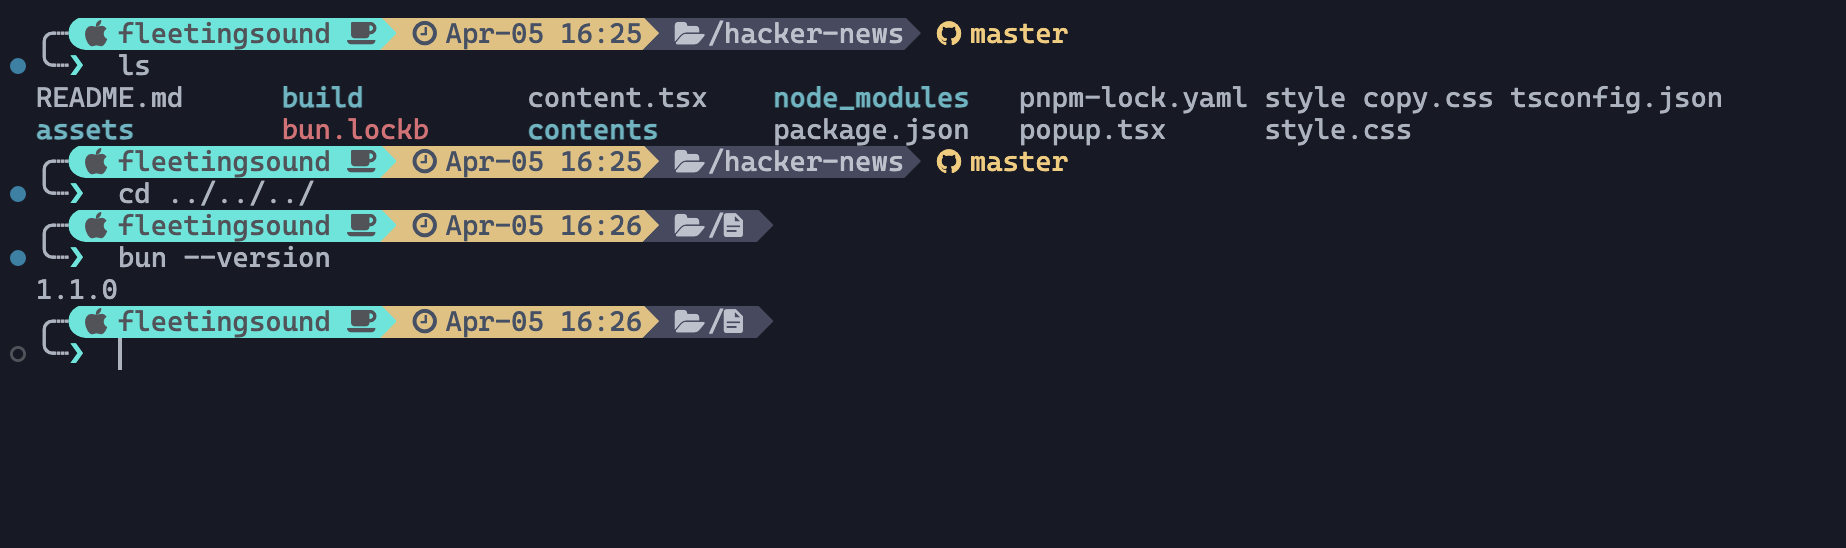 fleetingsound Apr-05 16:25 /hacker-news master
❯ ls
README.md build content.tsx node_modules pnpm-lock.yaml style copy.css tsconfig.json
assets bun.lockb contents package.json popup.tsx style.css
fleetingsound Apr-05 16:25 /hacker-news master
❯ cd ../../../
fleetingsound Apr-05 16:26 /
❯ bun --version
1.1.0
fleetingsound Apr-05 16:26 /
❯